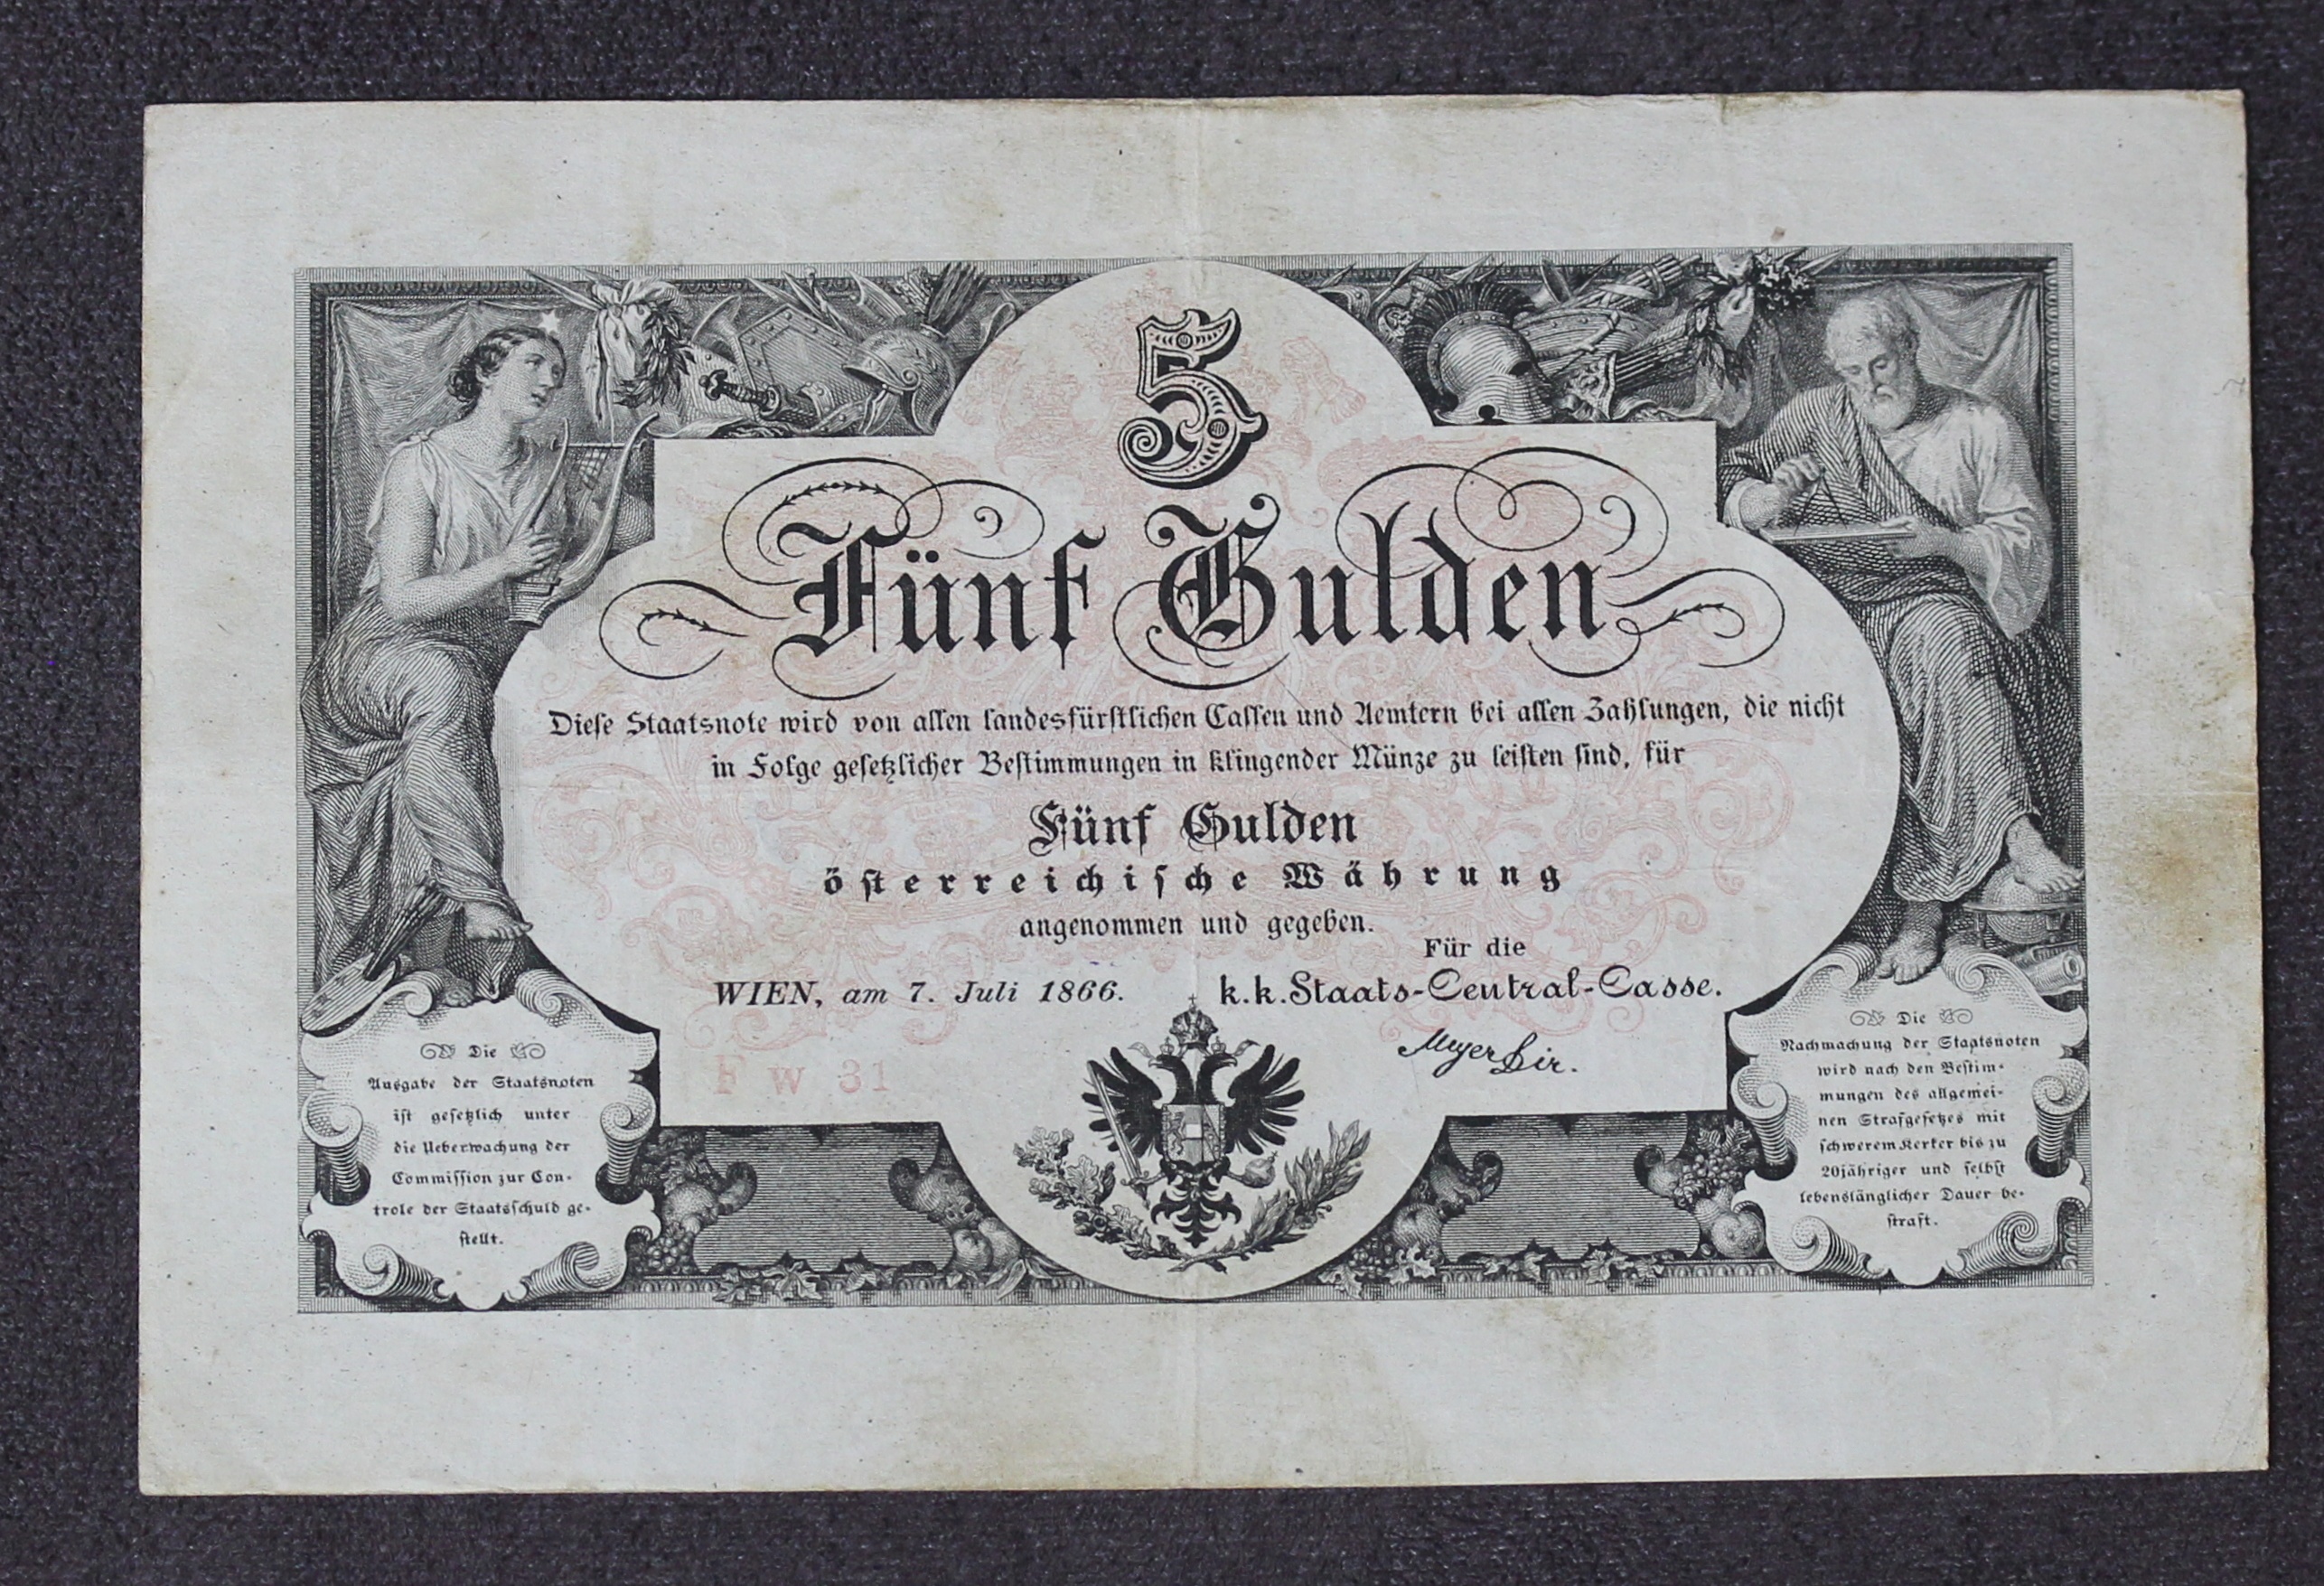 5
Fünf Gulden
Diese Staatsnote wird von allen landesfürstlichen Cassen und Aemtern bei allen Zahlungen, die nicht
in Folge gesetzlicher Bestimmungen in klingender Münze zu leisten sind, für
Fünf Gulden
österreichische Währung
angenommen und gegeben.
Für die
WIEN, am 7. Juli 1866.
k.k. Staats-Central-Casse.
Meyer Dir.
F W 31
Die
Ausgabe der Staatsnoten
ist gesetzlich unter
die Ueberwachung der
Commission zur Con-
trole der Staatsschuld ge-
stellt.
Die
Nachmachung der Staatsnoten
wird nach den Bestim-
mungen des allgemei-
nen Strafgesetzes mit
schwerem Kerker bis zu
20jähriger und selbst
lebenslänglicher Dauer be-
straft.